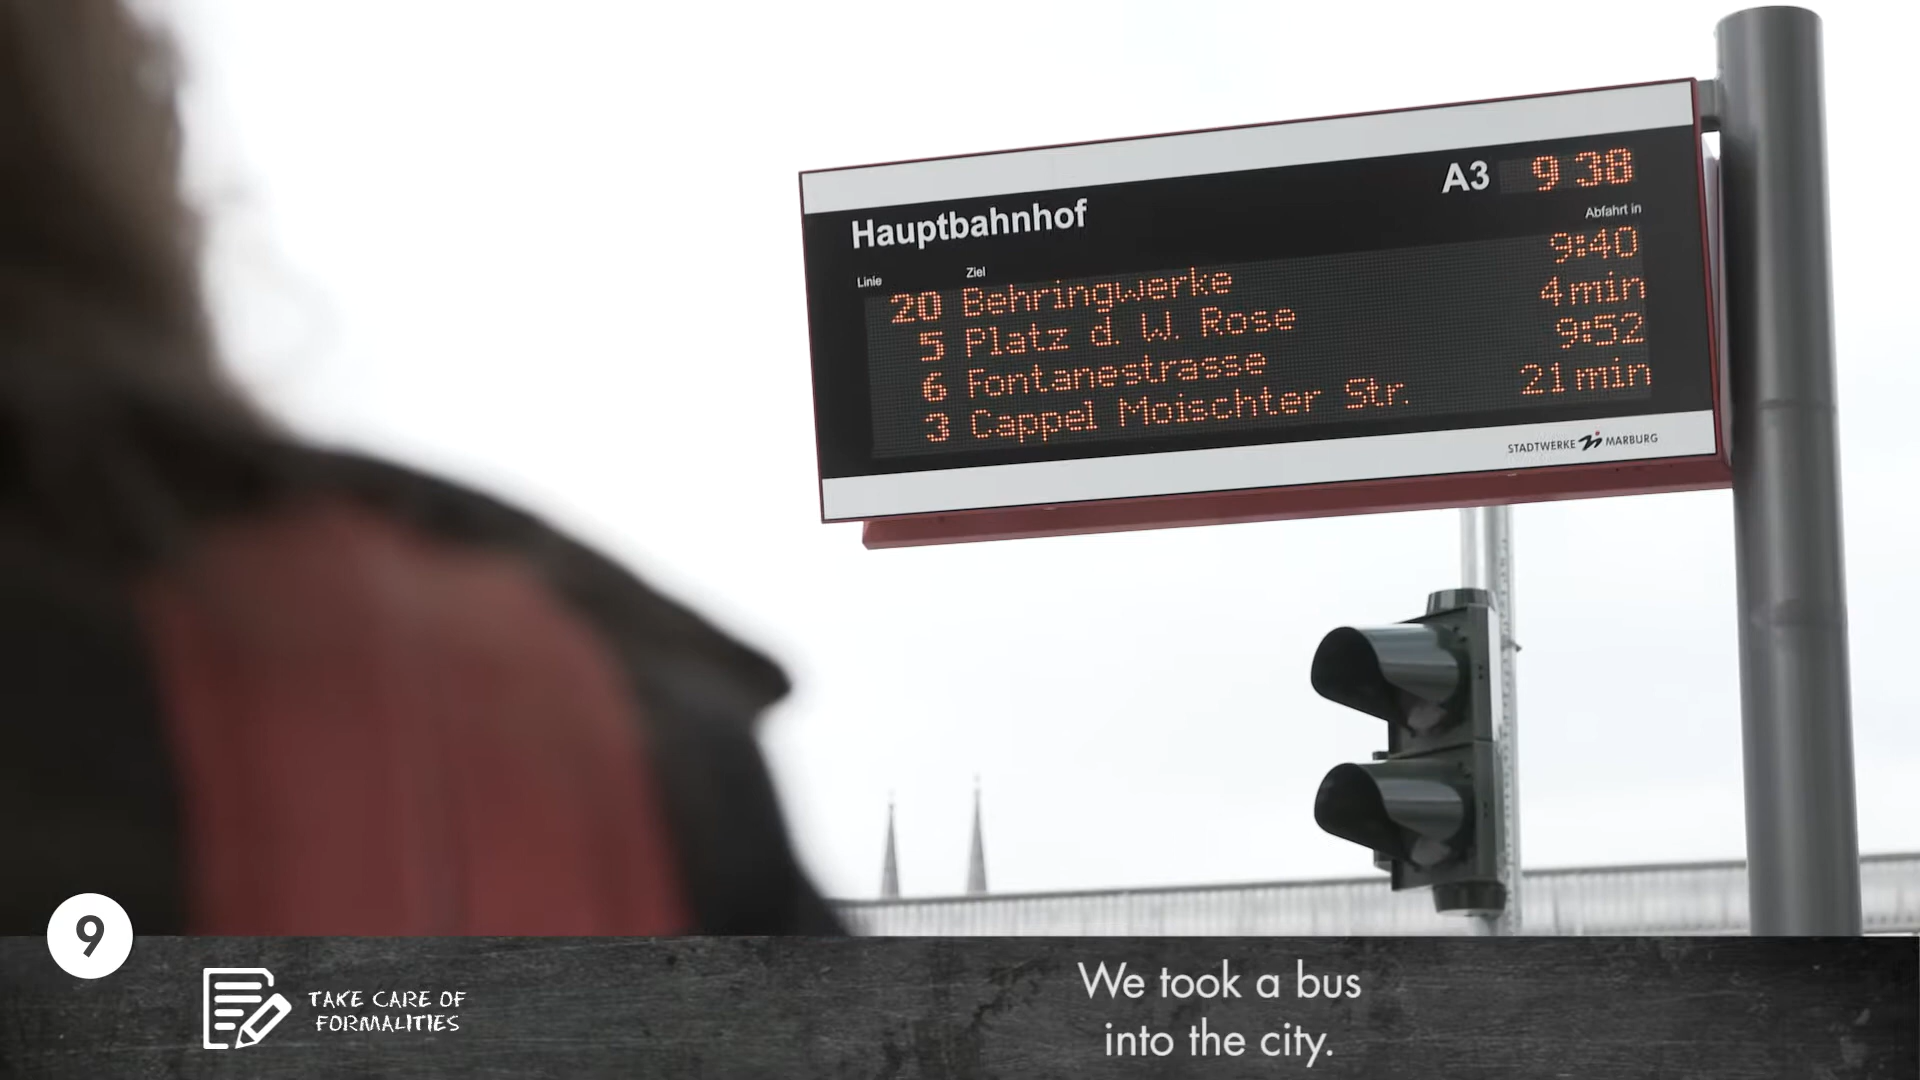 Hauptbahnhof A3 9 38
Linie Ziel Abfahrt in
20 Behringwerke 9:40
5 Platz d. W. Rose 4 min
6 Fontanestrasse 9:52
3 Cappel Moischter Str. 21 min
STADTWERKE MARBURG
9
TAKE CARE OF
FORMALITIES
We took a bus
into the city.